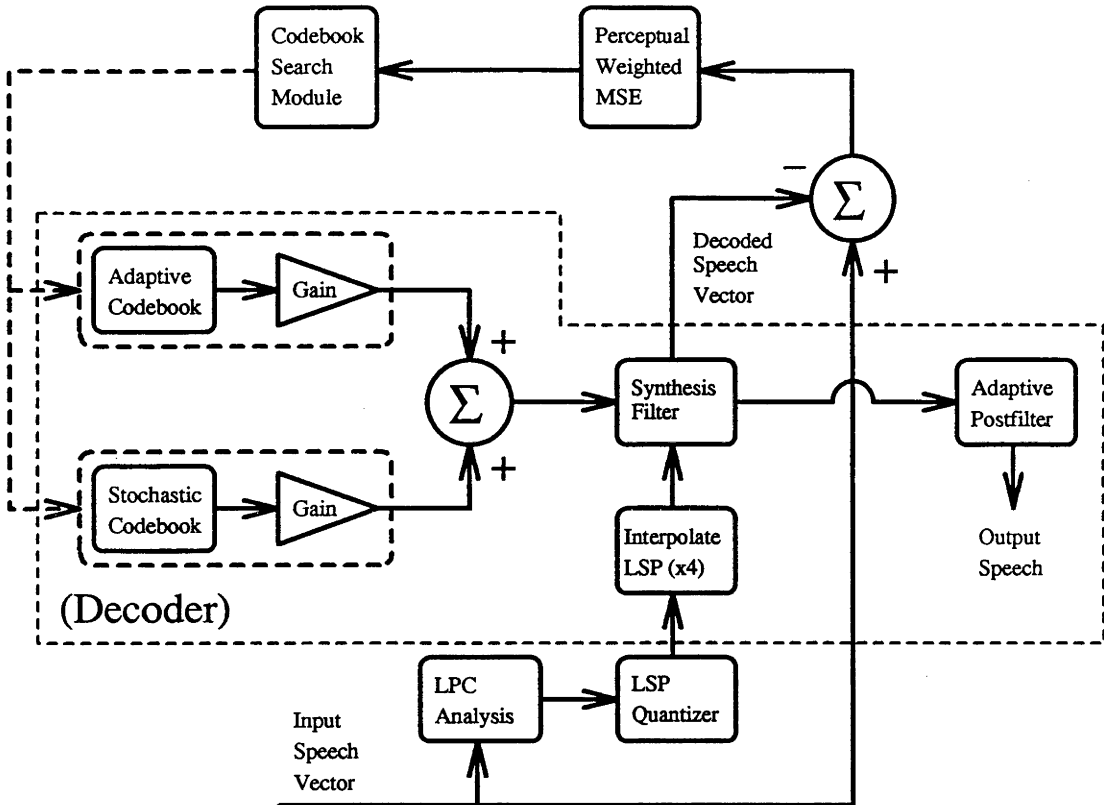 Codebook
Search
Module
Perceptual
Weighted
MSE
−
Σ
+
Decoded
Speech
Vector
Adaptive
Codebook
Gain
+
Σ
+
Stochastic
Codebook
Gain
Synthesis
Filter
Adaptive
Postfilter
Interpolate
LSP (x4)
Output
Speech
(Decoder)
LPC
Analysis
LSP
Quantizer
Input
Speech
Vector